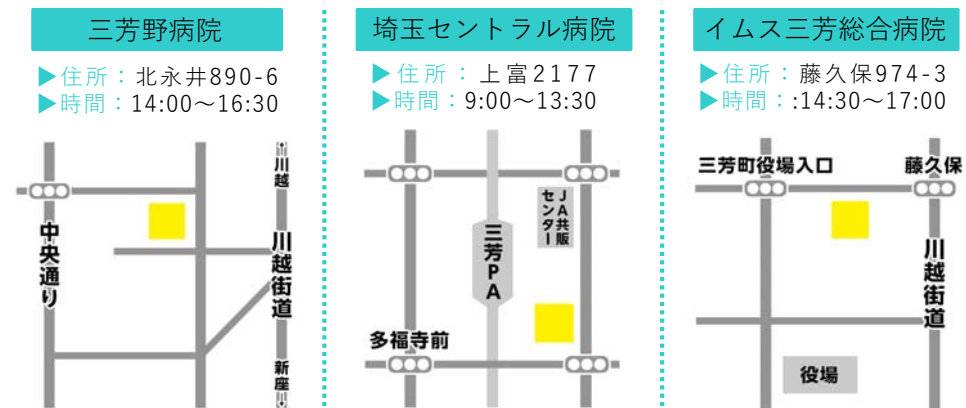 三芳野病院
▶住所：北永井890-6
▶時間：14:00～16:30
川越
川越街道
新座
中央通り
埼玉セントラル病院
▶住所：上富2177
▶時間：9:00～13:30
JA共販
センター
三芳PA
多福寺前
イムス三芳総合病院
▶住所：藤久保974-3
▶時間：:14:30～17:00
三芳町役場入口
藤久保
川越街道
役場